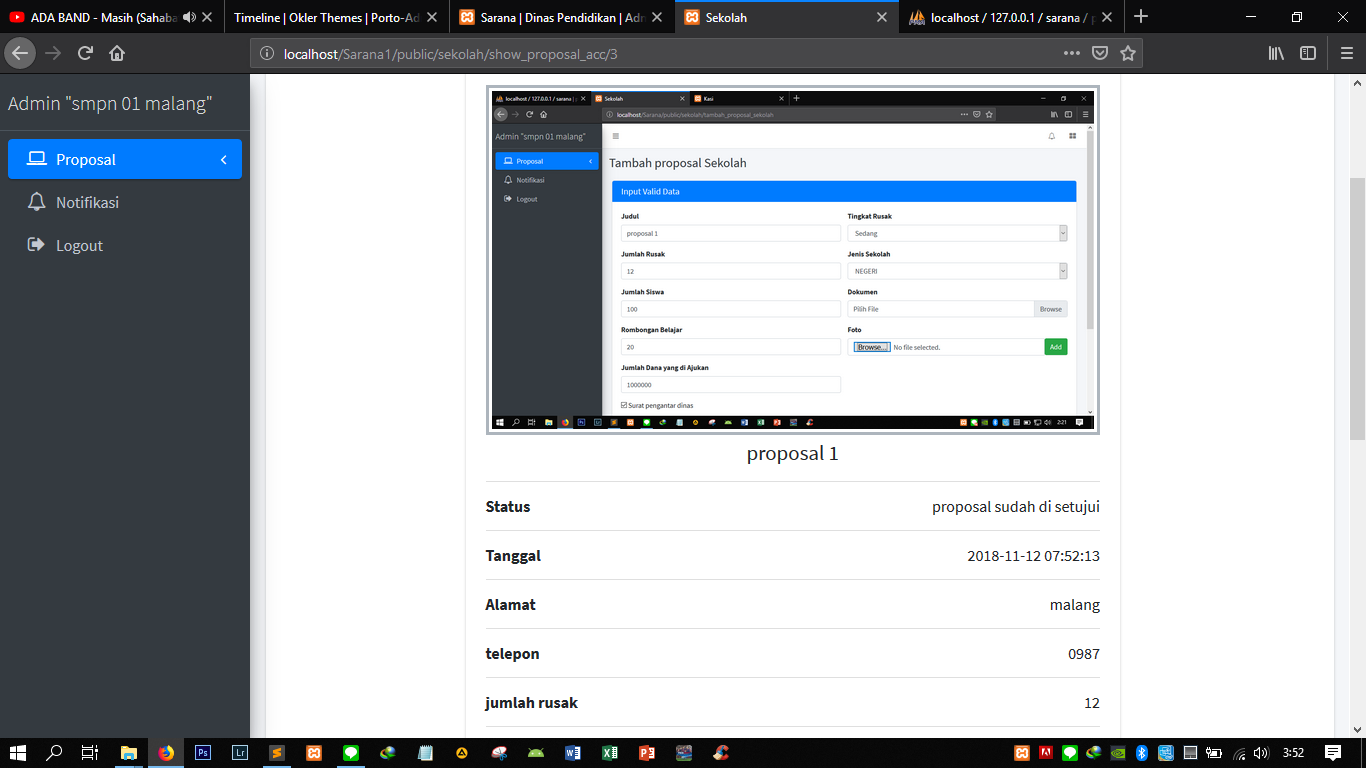 ADA BAND - Masih (Sahaba
Timeline | Okler Themes | Porto-Ad
Sarana | Dinas Pendidikan | Adm
Sekolah
localhost / 127.0.0.1 / sarana / p
localhost/Sarana1/public/sekolah/show_proposal_acc/3
Admin "smpn 01 malang"
Proposal
Notifikasi
Logout
localhost / 127.0.0.1 / sarana | p
Sekolah
Kasi
localhost/Sarana/public/sekolah/tambah_proposal_sekolah
Admin "smpn 01 malang"
Proposal
Notifikasi
Logout
Tambah proposal Sekolah
Input Valid Data
Judul
Tingkat Rusak
proposal 1
Sedang
Jumlah Rusak
Jenis Sekolah
12
NEGERI
Jumlah Siswa
Dokumen
100
Pilih File
Browse
Rombongan Belajar
Foto
20
Browse...
No file selected.
Add
Jumlah Dana yang di Ajukan
1000000
Surat pengantar dinas
2:21
proposal 1
Status
proposal sudah di setujui
Tanggal
2018-11-12 07:52:13
Alamat
malang
telepon
0987
jumlah rusak
12
Ps
Lr
3:52